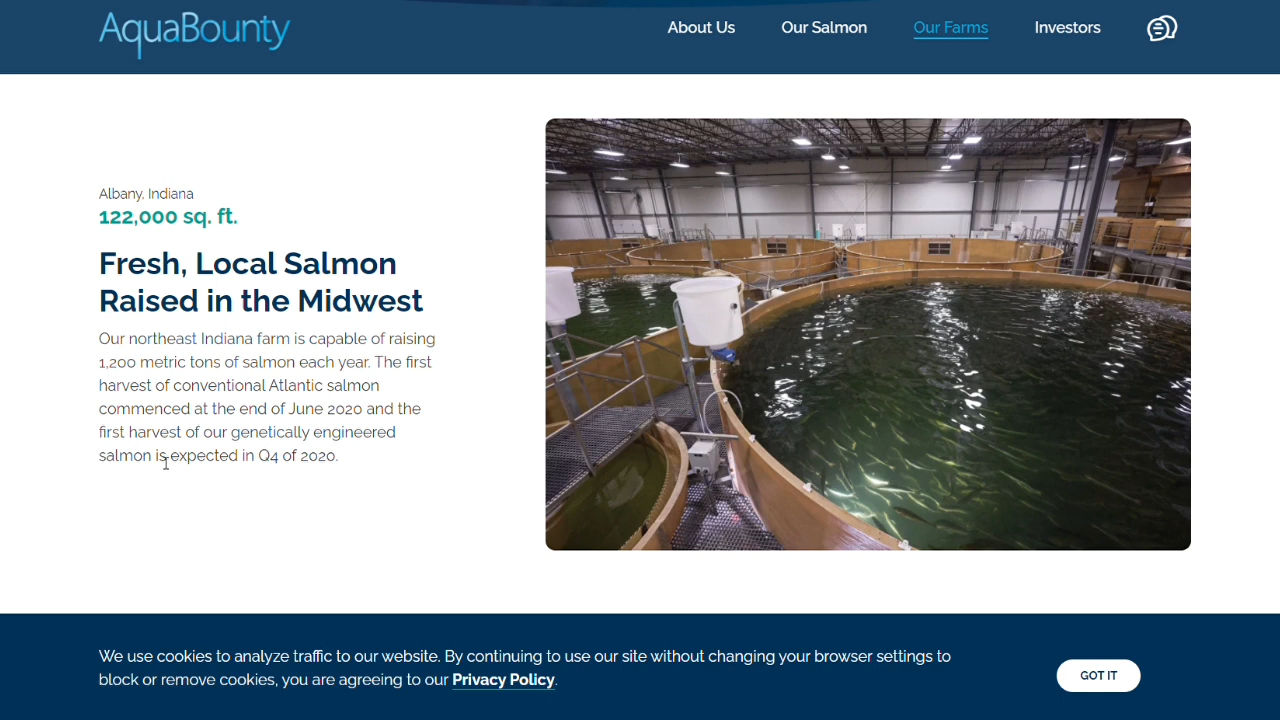 AquaBounty
About Us
Our Salmon
Our Farms
Investors
Albany, Indiana
122,000 sq. ft.
Fresh, Local Salmon
Raised in the Midwest
Our northeast Indiana farm is capable of raising
1,200 metric tons of salmon each year. The first
harvest of conventional Atlantic salmon
commenced at the end of June 2020 and the
first harvest of our genetically engineered
salmon is expected in Q4 of 2020.
We use cookies to analyze traffic to our website. By continuing to use our site without changing your browser settings to
block or remove cookies, you are agreeing to our Privacy Policy.
GOT IT